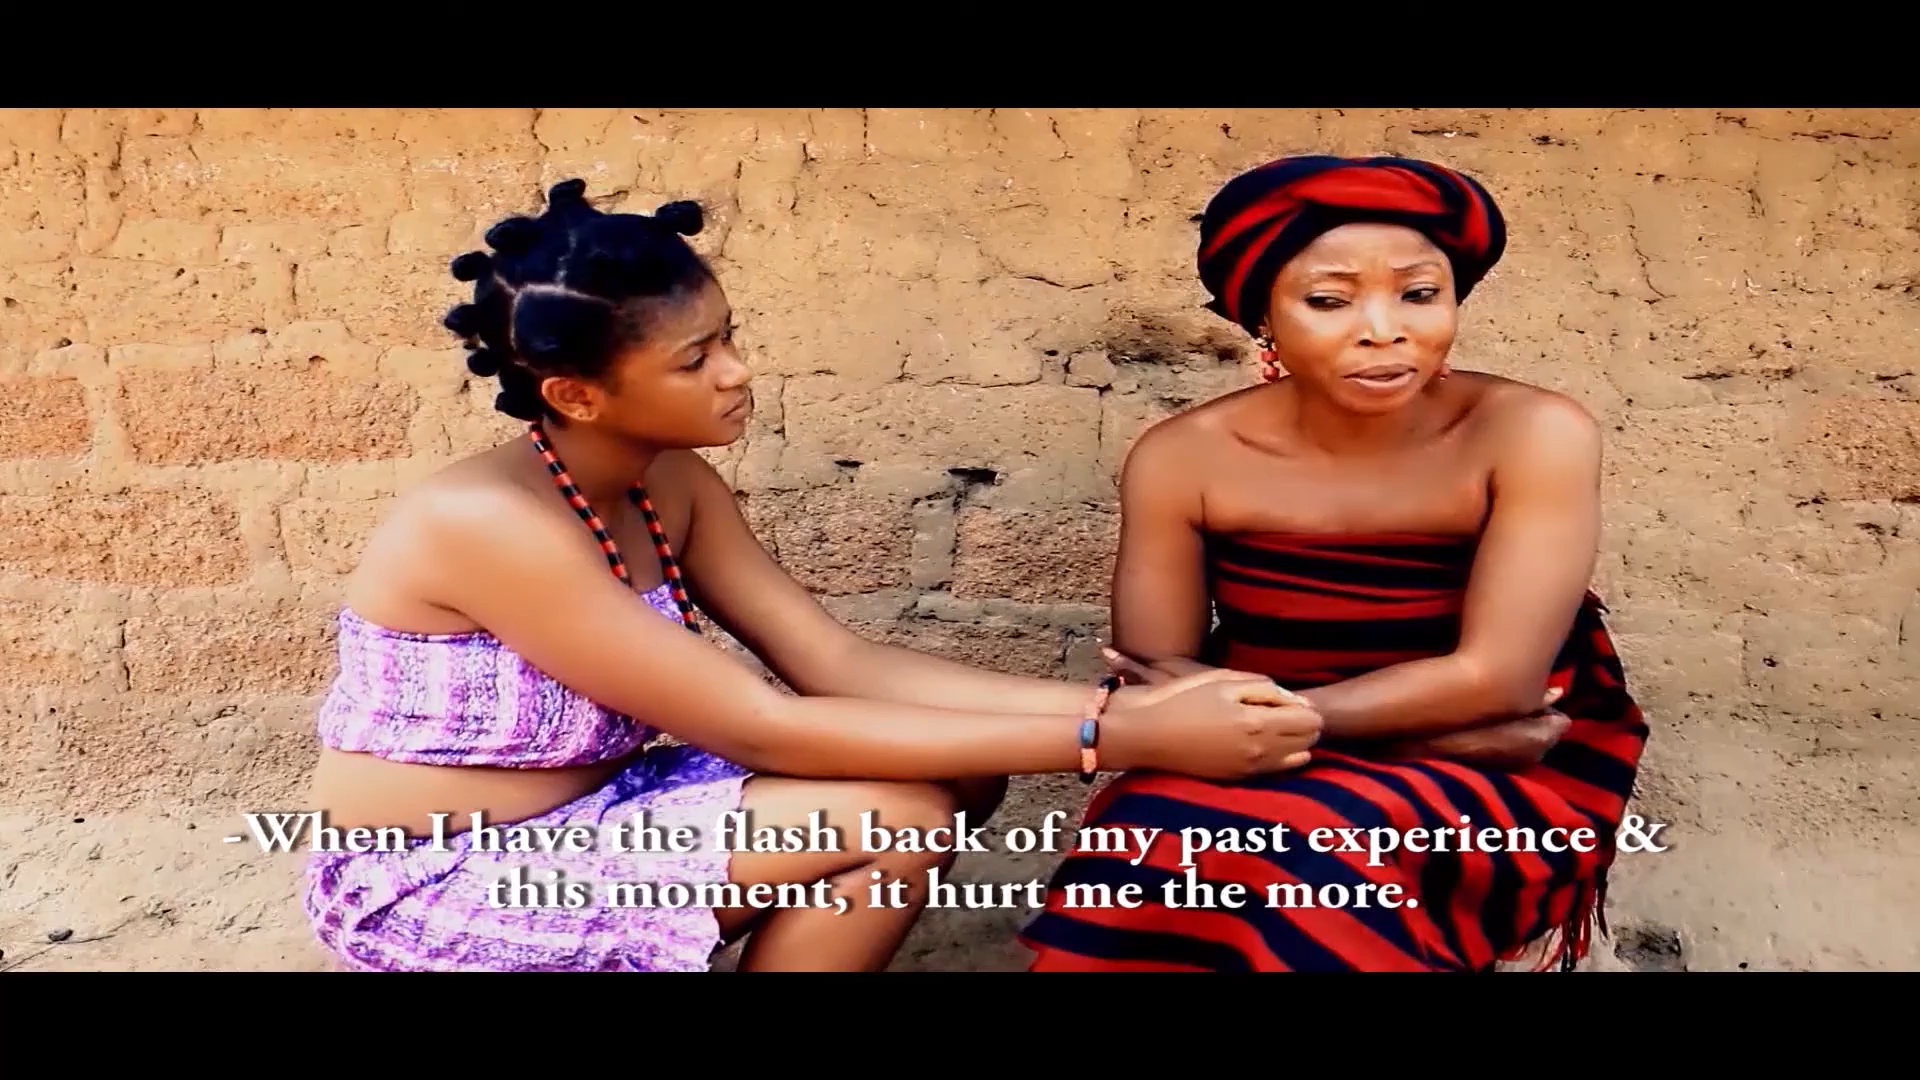 -When I have the flash back of my past experience &
this moment, it hurt me the more.